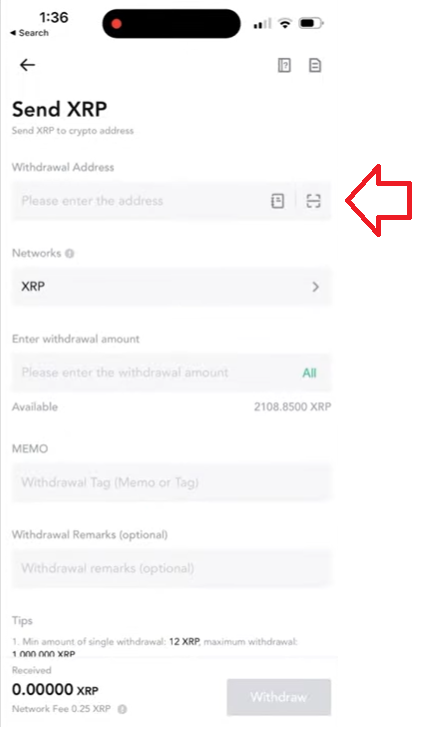 1:36
Search
Send XRP
Send XRP to crypto address
Withdrawal Address
Please enter the address
Networks
XRP
Enter withdrawal amount
Please enter the withdrawal amount All
Available 2108.8500 XRP
MEMO
Withdrawal Tag (Memo or Tag)
Withdrawal Remarks (optional)
Withdrawal remarks (optional)
Tips
1. Min amount of single withdrawal: 12 XRP, maximum withdrawal:
1,000,000 XRP
Received
0.00000 XRP
Network Fee 0.25 XRP
Withdraw